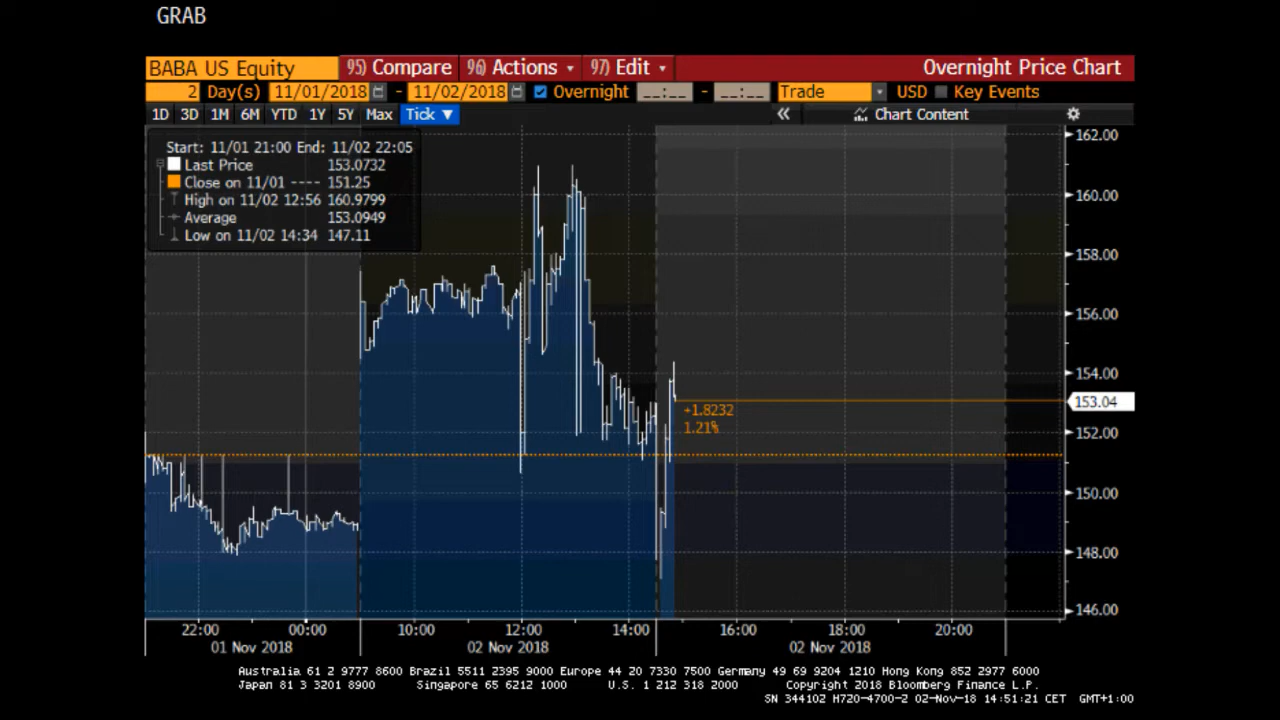 GRAB
BABA US Equity 95) Compare 96) Actions 97) Edit Overnight Price Chart
2 Day(s) 11/01/2018 - 11/02/2018 Overnight __:__ - __:__ Trade USD Key Events
1D 3D 1M 6M YTD 1Y 5Y Max Tick ▼ « Chart Content
Start: 11/01 21:00 End: 11/02 22:05
Last Price 153.0732
Close on 11/01 ---- 151.25
High on 11/02 12:56 160.9799
Average 153.0949
Low on 11/02 14:34 147.11
162.00
160.00
158.00
156.00
154.00
153.04
+1.8232
1.21%
152.00
150.00
148.00
146.00
22:00 00:00 10:00 12:00 14:00 16:00 18:00 20:00
01 Nov 2018 02 Nov 2018 02 Nov 2018
Australia 61 2 9777 8600 Brazil 5511 2395 9000 Europe 44 20 7330 7500 Germany 49 69 9204 1210 Hong Kong 852 2977 6000
Japan 81 3 3201 8900 Singapore 65 6212 1000 U.S. 1 212 318 2000 Copyright 2018 Bloomberg Finance L.P.
SN 344102 H720-4700-2 02-Nov-18 14:51:21 CET GMT+1:00